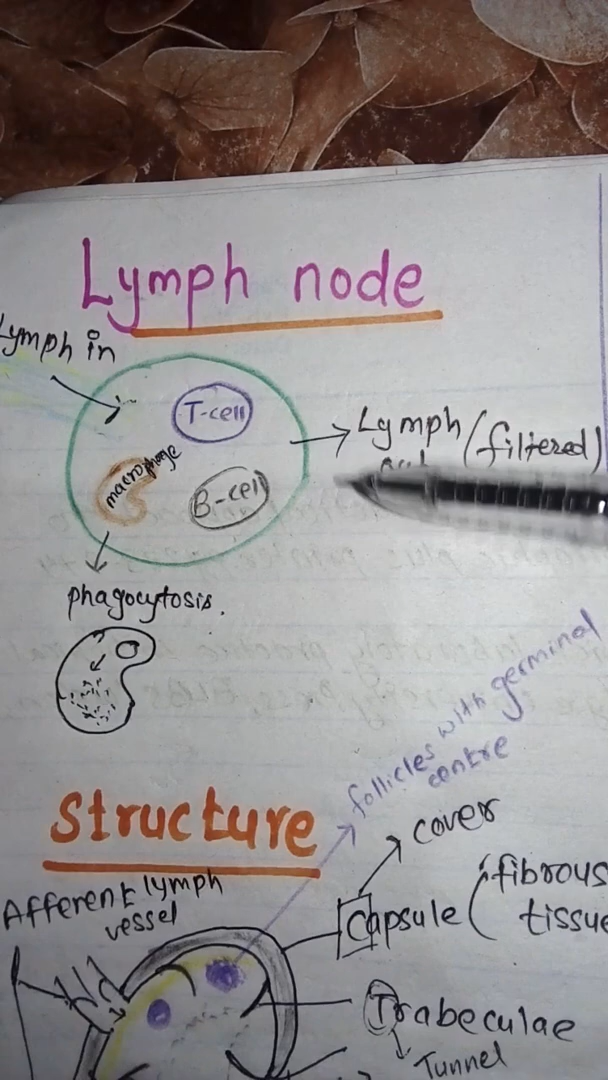 Lymph node
Lymph in
T-cell
macrophage
B-cell
Lymph (filtered)
out
phagocytosis.
follicles with germinal
centre
Structure
cover
Afferent lymph
vessel
Capsule (fibrous
tissue
Trabeculae
Tunnel